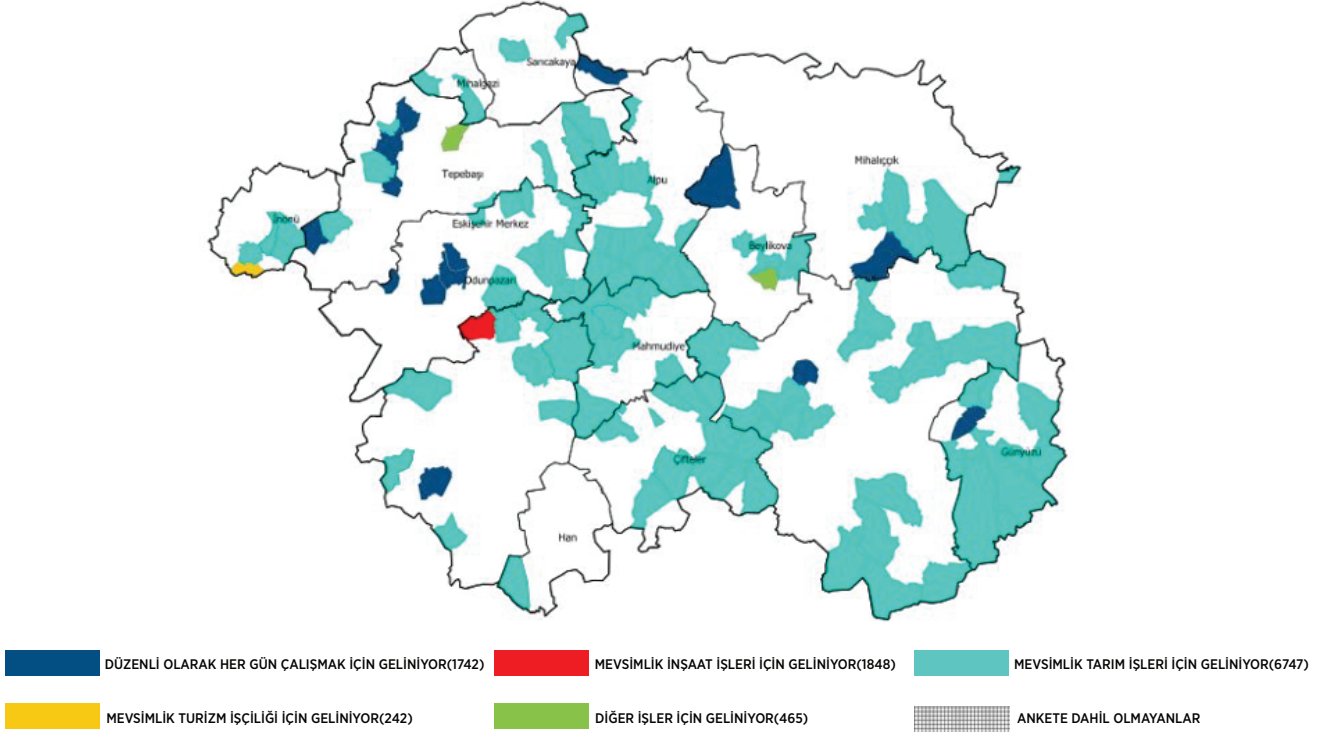 Sarıcakaya
Mihalgazi
Mihalıççık
Tepebaşı
Alpu
İnönü
Eskişehir Merkez
Beylikova
Odunpazarı
Mahmudiye
Günyüzü
Çifteler
Han
DÜZENLİ OLARAK HER GÜN ÇALIŞMAK İÇİN GELİNİYOR(1742)
MEVSİMLİK İNŞAAT İŞLERİ İÇİN GELİNİYOR(1848)
MEVSİMLİK TARIM İŞLERİ İÇİN GELİNİYOR(6747)
MEVSİMLİK TURİZM İŞÇİLİĞİ İÇİN GELİNİYOR(242)
DİĞER İŞLER İÇİN GELİNİYOR(465)
ANKETE DAHİL OLMAYANLAR